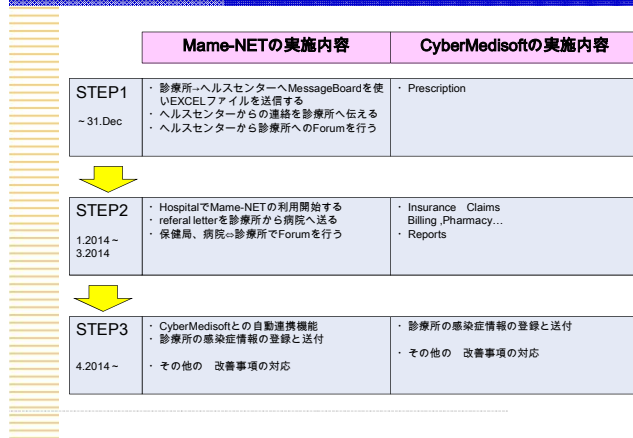 Mame-NETの実施内容
CyberMedisoftの実施内容
STEP1
~31.Dec
・ 診療所→ヘルスセンターへMessageBoardを使
いEXCELファイルを送信する
・ ヘルスセンターからの連絡を診療所へ伝える
・ ヘルスセンターから診療所へのForumを行う
・ Prescription
STEP2
1.2014~
3.2014
・ HospitalでMame-NETの利用開始する
・ referal letterを診療所から病院へ送る
・ 保健局、病院⇔診療所でForumを行う
・ Insurance Claims
Billing ,Pharmacy…
・ Reports
STEP3
4.2014~
・ CyberMedisoftとの自動連携機能
・ 診療所の感染症情報の登録と送付
・ その他の 改善事項の対応
・ 診療所の感染症情報の登録と送付
・ その他の 改善事項の対応